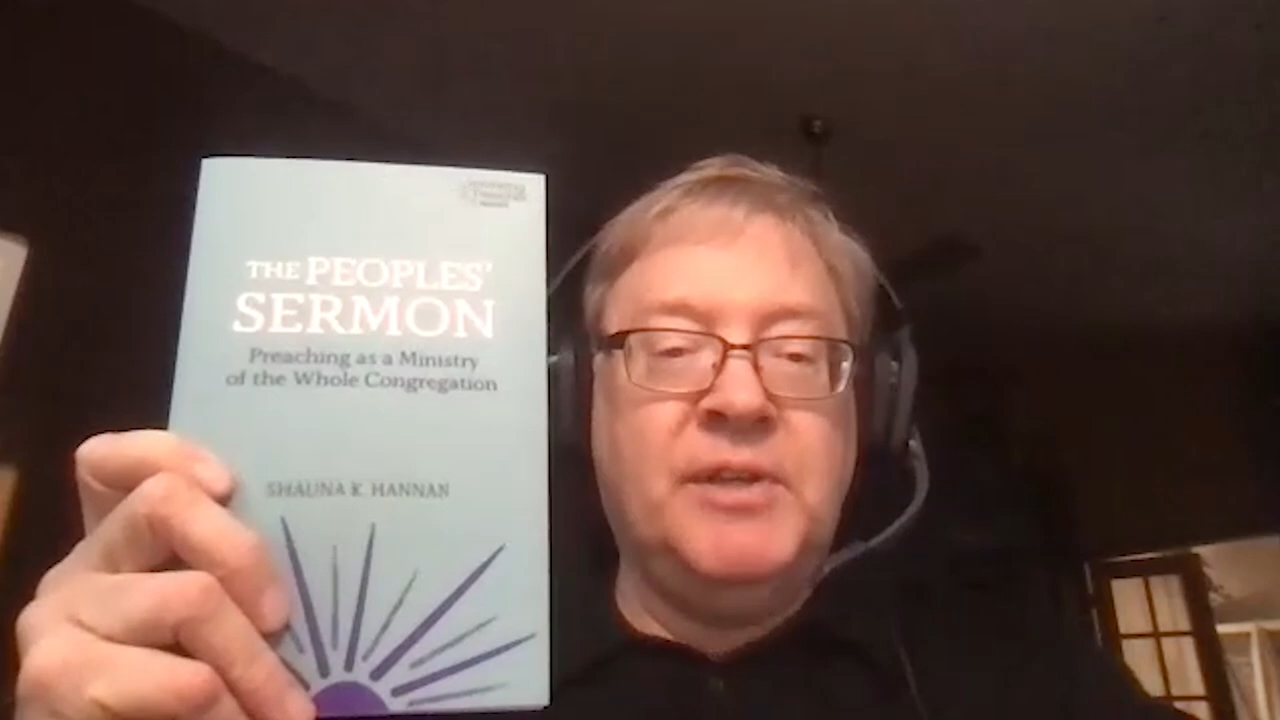 THE PEOPLES'
SERMON
Preaching as a Ministry
of the Whole Congregation
SHAUNA K. HANNAN